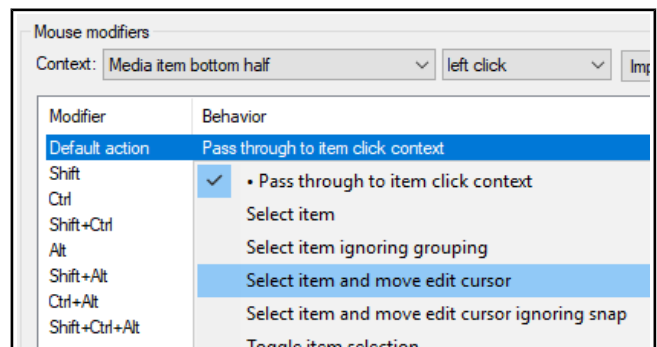 Mouse modifiers
Context: Media item bottom half left click Imp
Modifier Behavior
Default action Pass through to item click context
Shift • Pass through to item click context
Ctrl Select item
Shift+Ctrl
Alt Select item ignoring grouping
Shift+Alt Select item and move edit cursor
Ctrl+Alt
Shift+Ctrl+Alt Select item and move edit cursor ignoring snap
Toggle item selection